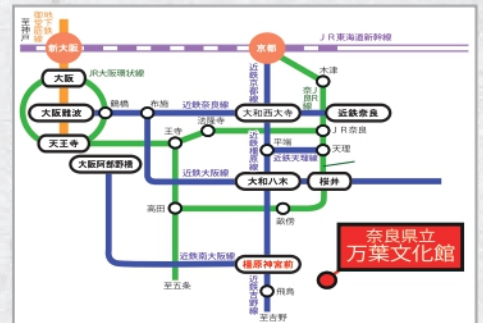 至神戸
地下鉄
御堂筋線
新大阪
京都
JR東海道新幹線
大阪
JR大阪環状線
木津
近鉄京都線
奈良線
鶴橋
布施
近鉄奈良線
大阪難波
大和西大寺
近鉄奈良
法隆寺
JR奈良
天王寺
王寺
平端
天理
近鉄天理線
大阪阿部野橋
近鉄橿原線
近鉄大阪線
大和八木
桜井
高田
畝傍
奈良県立
万葉文化館
近鉄南大阪線
橿原神宮前
至五条
近鉄吉野線
飛鳥
至吉野